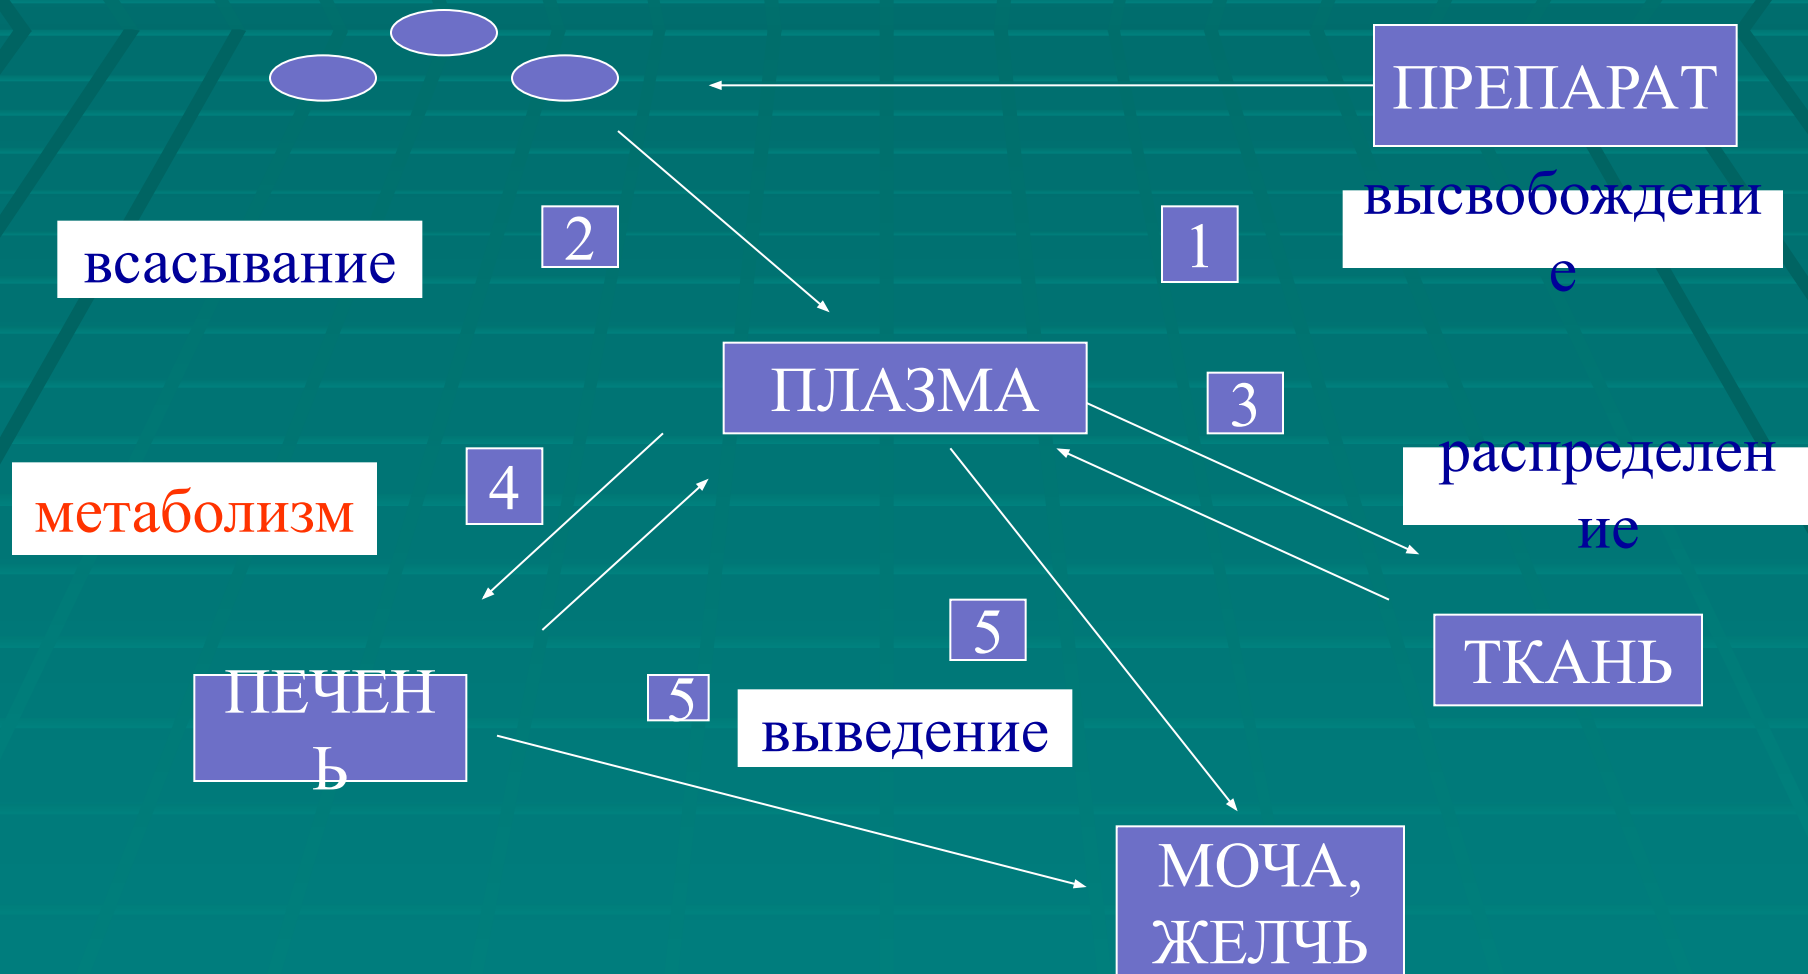 ПРЕПАРАТ
высвобождени
е
2
1
всасывание
ПЛАЗМА
3
распределен
ие
4
метаболизм
5
ТКАНЬ
ПЕЧЕН
Ь
5
выведение
МОЧА,
ЖЕЛЧЬ